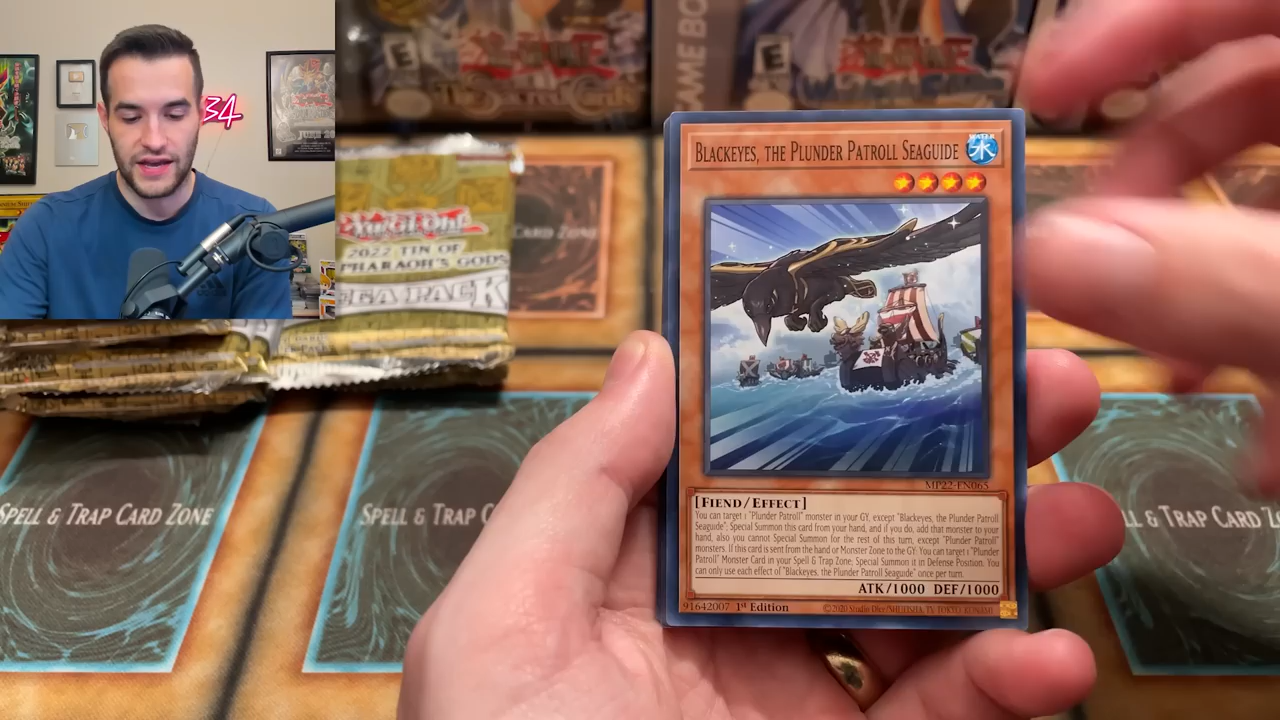 34
JUNE 20
E
E
GAME BO
YU-GI-OH!
2022 TIN OF
PHARAOH'S GODS
EGA PACK
CARD ZONE
BLACKEYES, THE PLUNDER PATROLL SEAGUIDE
WATER
水
MP22-EN065
[FIEND/EFFECT]
You can target 1 "Plunder Patroll" monster in your GY, except "Blackeyes, the Plunder Patroll
Seaguide"; Special Summon this card from your hand, and if you do, add that monster to your
hand, also you cannot Special Summon for the rest of this turn, except "Plunder Patroll"
monsters. If this card is sent from the hand or Monster Zone to the GY: You can target 1 "Plunder
Patroll" Monster Card in your Spell & Trap Zone; Special Summon it in Defense Position. You
can only use each effect of "Blackeyes, the Plunder Patroll Seaguide" once per turn.
ATK/1000 DEF/1000
91642007 1st Edition
©2020 Studio Dice/SHUEISHA, TV TOKYO, KONAMI
SPELL & TRAP CARD ZONE
SPELL & TRAP C
LL & TRAP CARD Z